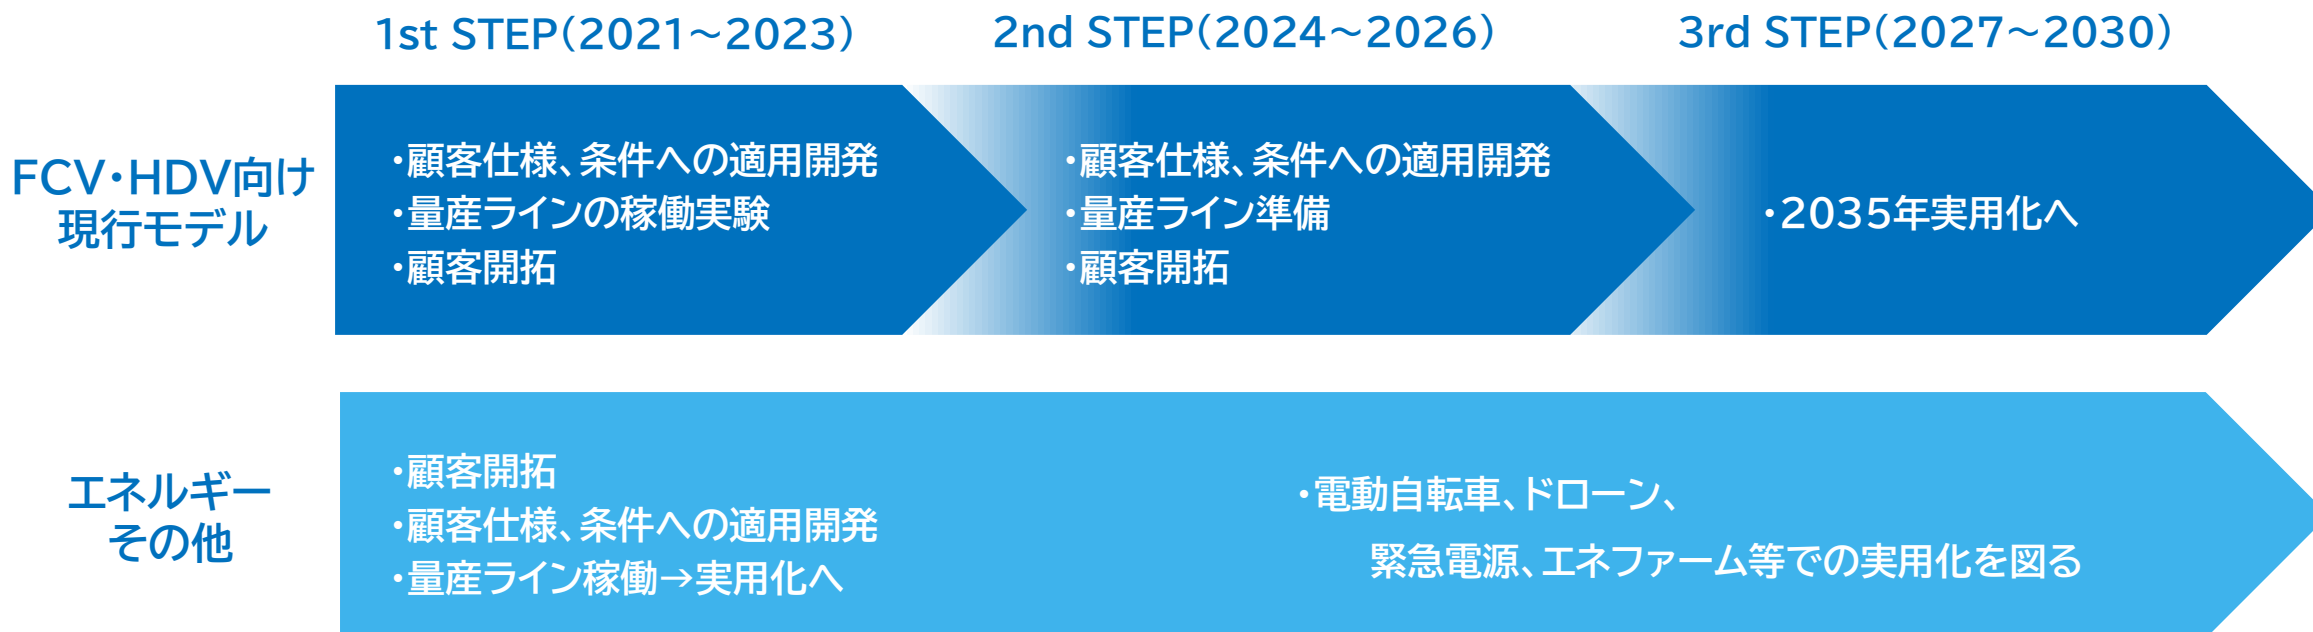 1st STEP(2021～2023)
2nd STEP(2024～2026)
3rd STEP(2027～2030)
FCV・HDV向け
現行モデル
・顧客仕様、条件への適用開発
・量産ラインの稼働実験
・顧客開拓
・顧客仕様、条件への適用開発
・量産ライン準備
・顧客開拓
・2035年実用化へ
エネルギー
その他
・顧客開拓
・顧客仕様、条件への適用開発
・量産ライン稼働→実用化へ
・電動自転車、ドローン、
緊急電源、エネファーム等での実用化を図る